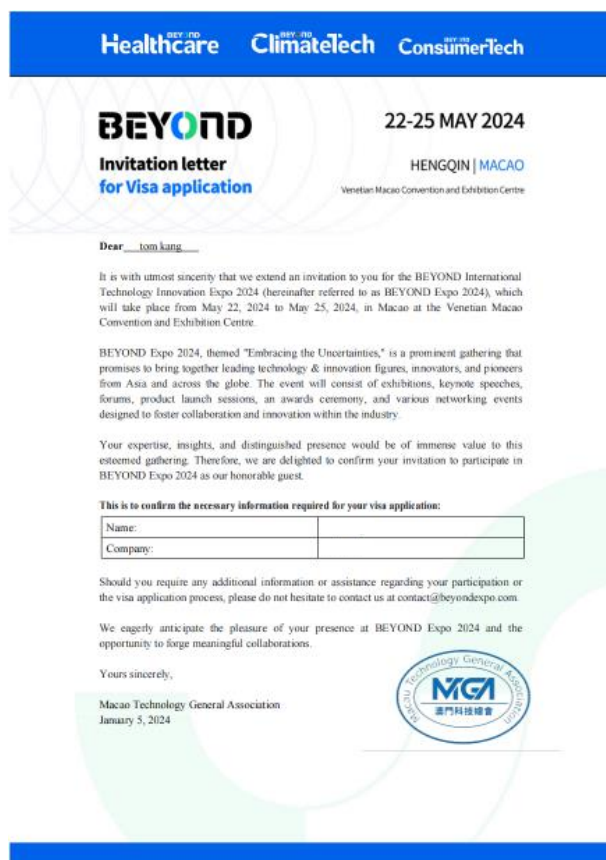 BEYOND BEYOND BEYOND
Healthcare ClimateTech ConsumerTech
BEYOND
22-25 MAY 2024
Invitation letter
for Visa application
HENGQIN | MACAO
Venetian Macao Convention and Exhibition Centre
Dear tom kang
It is with utmost sincerity that we extend an invitation to you for the BEYOND International
Technology Innovation Expo 2024 (hereinafter referred to as BEYOND Expo 2024), which
will take place from May 22, 2024 to May 25, 2024, in Macao at the Venetian Macao
Convention and Exhibition Centre.
BEYOND Expo 2024, themed "Embracing the Uncertainties," is a prominent gathering that
promises to bring together leading technology & innovation figures, innovators, and pioneers
from Asia and across the globe. The event will consist of exhibitions, keynote speeches,
forums, product launch sessions, an awards ceremony, and various networking events
designed to foster collaboration and innovation within the industry.
Your expertise, insights, and distinguished presence would be of immense value to this
esteemed gathering. Therefore, we are delighted to confirm your invitation to participate in
BEYOND Expo 2024 as our honorable guest.
This is to confirm the necessary information required for your visa application:
Name:
Company:
Should you require any additional information or assistance regarding your participation or
the visa application process, please do not hesitate to contact us at contact@beyondexpo.com.
We eagerly anticipate the pleasure of your presence at BEYOND Expo 2024 and the
opportunity to forge meaningful collaborations.
Yours sincerely,
Macao Technology General Association
January 5, 2024
Macau Technology General Association
MGA
澳門科技總會